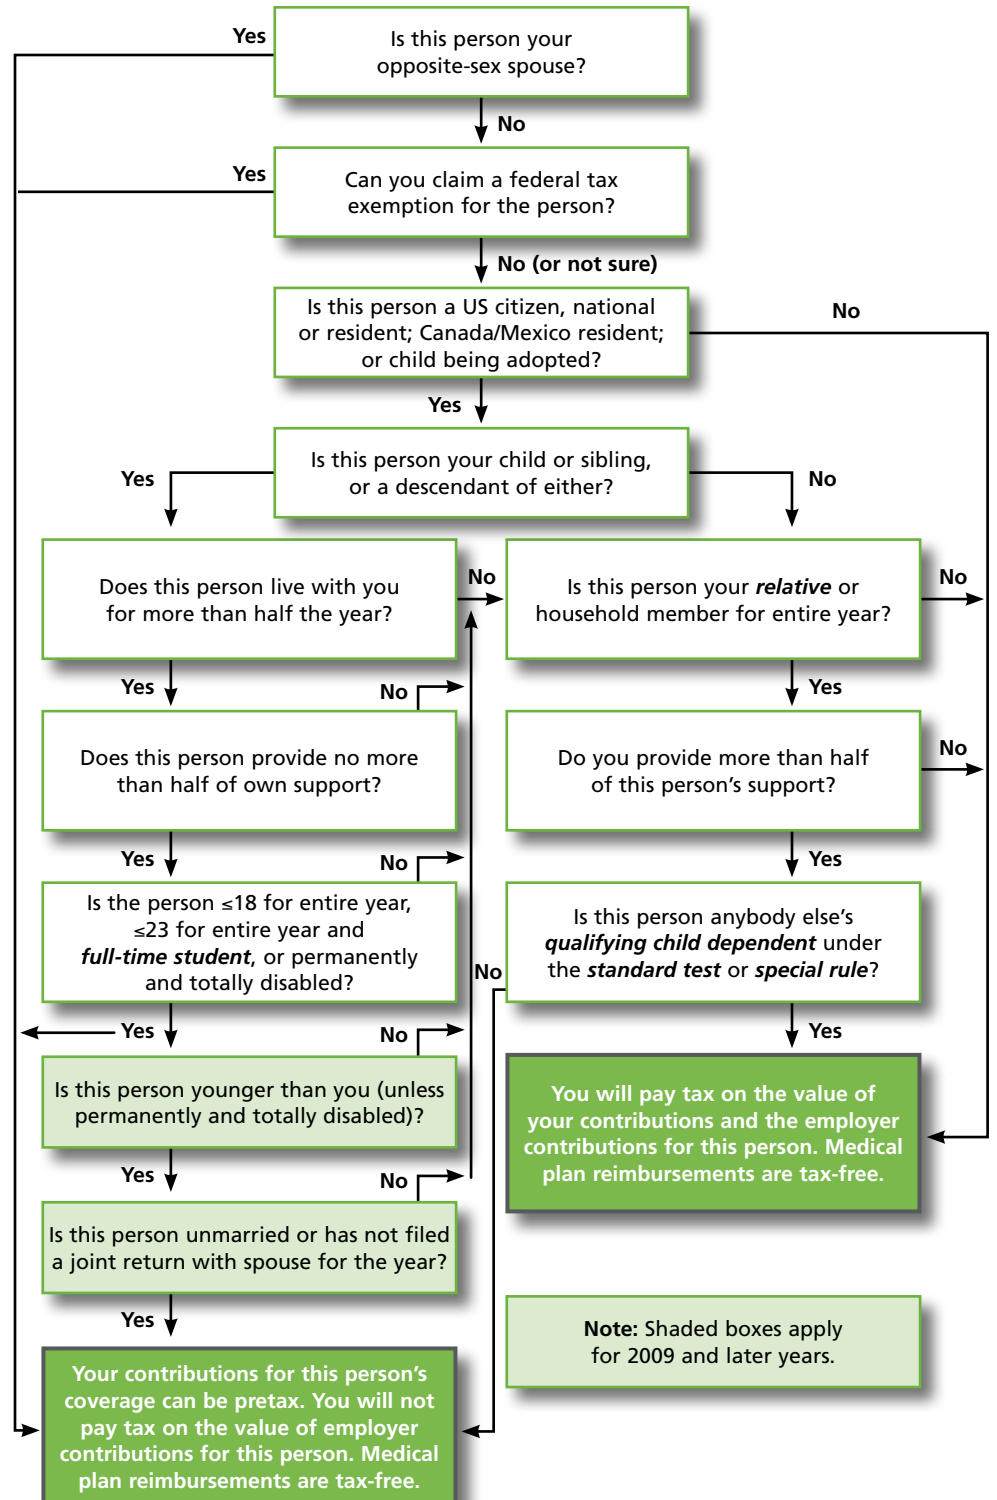 Yes
Is this person your
opposite-sex spouse?
No
Yes
Can you claim a federal tax
exemption for the person?
No (or not sure)
Is this person a US citizen, national
or resident; Canada/Mexico resident;
or child being adopted?
No
Yes
Is this person your child or sibling,
or a descendant of either?
Yes
No
Does this person live with you
for more than half the year?
No
Is this person your relative or
household member for entire year?
No
Yes
No
Yes
Does this person provide no more
than half of own support?
Do you provide more than half
of this person's support?
No
Yes
No
Yes
Is the person ≤18 for entire year,
≤23 for entire year and
full-time student, or permanently
and totally disabled?
No
Is this person anybody else's
qualifying child dependent under
the standard test or special rule?
Yes
No
Yes
Is this person younger than you (unless
permanently and totally disabled)?
You will pay tax on the value of
your contributions and the employer
contributions for this person. Medical
plan reimbursements are tax-free.
Yes
No
Is this person unmarried or has not filed
a joint return with spouse for the year?
Yes
Note: Shaded boxes apply
for 2009 and later years.
Your contributions for this person's
coverage can be pretax. You will not
pay tax on the value of employer
contributions for this person. Medical
plan reimbursements are tax-free.